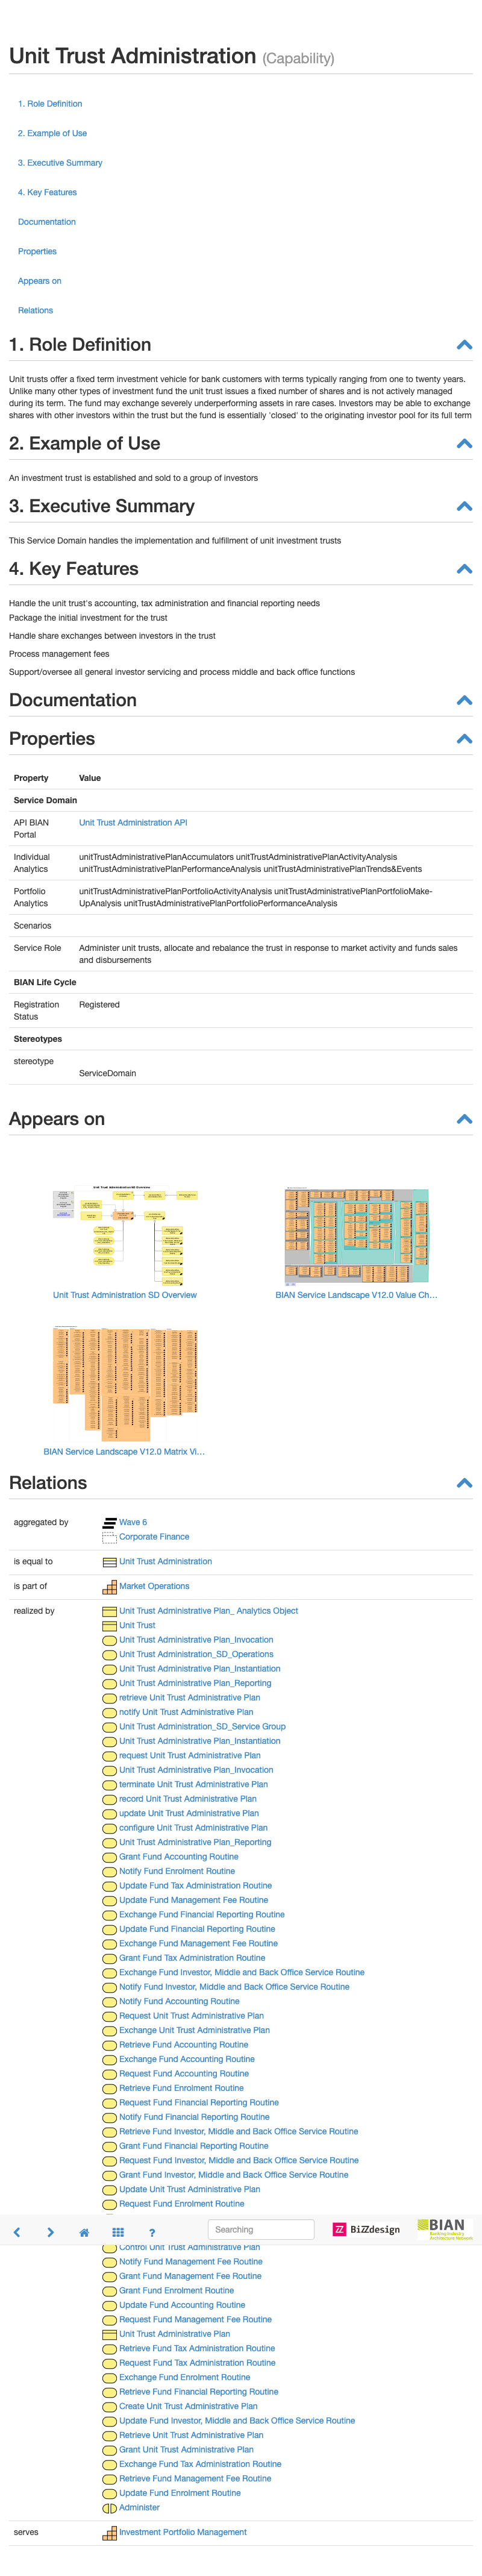 Unit Trust Administration (Capability)
1. Role Definition
2. Example of Use
3. Executive Summary
4. Key Features
Documentation
Properties
Appears on
Relations
1. Role Definition
Unit trusts offer a fixed term investment vehicle for bank customers with terms typically ranging from one to twenty years.
Unlike many other types of investment fund the unit trust issues a fixed number of shares and is not actively managed
during its term. The fund may exchange severely underperforming assets in rare cases. Investors may be able to exchange
shares with other investors within the trust but the fund is essentially 'closed' to the originating investor pool for its full term
2. Example of Use
An investment trust is established and sold to a group of investors
3. Executive Summary
This Service Domain handles the implementation and fulfillment of unit investment trusts
4. Key Features
Handle the unit trust's accounting, tax administration and financial reporting needs
Package the initial investment for the trust
Handle share exchanges between investors in the trust
Process management fees
Support/oversee all general investor servicing and process middle and back office functions
Documentation
Properties
Property Value
Service Domain
API BIAN Unit Trust Administration API
Portal
Individual unitTrustAdministrativePlanAccumulators unitTrustAdministrativePlanActivityAnalysis
Analytics unitTrustAdministrativePlanPerformanceAnalysis unitTrustAdministrativePlanTrends&Events
Portfolio unitTrustAdministrativePlanPortfolioActivityAnalysis unitTrustAdministrativePlanPortfolioMake-
Analytics UpAnalysis unitTrustAdministrativePlanPortfolioPerformanceAnalysis
Scenarios
Service Role Administer unit trusts, allocate and rebalance the trust in response to market activity and funds sales
and disbursements
BIAN Life Cycle
Registration Registered
Status
Stereotypes
stereotype
ServiceDomain
Appears on
Unit Trust Administration SD Overview
BIAN Service Landscape V12.0 Value Ch...
BIAN Service Landscape V12.0 Matrix Vi...
Relations
aggregated by Wave 6
Corporate Finance
is equal to Unit Trust Administration
is part of Market Operations
realized by Unit Trust Administrative Plan_ Analytics Object
Unit Trust
Unit Trust Administrative Plan_Invocation
Unit Trust Administration_SD_Operations
Unit Trust Administrative Plan_Instantiation
Unit Trust Administrative Plan_Reporting
retrieve Unit Trust Administrative Plan
notify Unit Trust Administrative Plan
Unit Trust Administration_SD_Service Group
Unit Trust Administrative Plan_Instantiation
request Unit Trust Administrative Plan
Unit Trust Administrative Plan_Invocation
terminate Unit Trust Administrative Plan
record Unit Trust Administrative Plan
update Unit Trust Administrative Plan
configure Unit Trust Administrative Plan
Unit Trust Administrative Plan_Reporting
Grant Fund Accounting Routine
Notify Fund Enrolment Routine
Update Fund Tax Administration Routine
Update Fund Management Fee Routine
Exchange Fund Financial Reporting Routine
Update Fund Financial Reporting Routine
Exchange Fund Management Fee Routine
Grant Fund Tax Administration Routine
Exchange Fund Investor, Middle and Back Office Service Routine
Notify Fund Investor, Middle and Back Office Service Routine
Notify Fund Accounting Routine
Request Unit Trust Administrative Plan
Exchange Unit Trust Administrative Plan
Retrieve Fund Accounting Routine
Exchange Fund Accounting Routine
Request Fund Accounting Routine
Retrieve Fund Enrolment Routine
Request Fund Financial Reporting Routine
Notify Fund Financial Reporting Routine
Retrieve Fund Investor, Middle and Back Office Service Routine
Grant Fund Financial Reporting Routine
Request Fund Investor, Middle and Back Office Service Routine
Grant Fund Investor, Middle and Back Office Service Routine
Update Unit Trust Administrative Plan
Request Fund Enrolment Routine
? Searching BiZZdesign BIAN
Banking Industry
Architecture Network
Control Unit Trust Administrative Plan
Notify Fund Management Fee Routine
Grant Fund Management Fee Routine
Grant Fund Enrolment Routine
Update Fund Accounting Routine
Request Fund Management Fee Routine
Unit Trust Administrative Plan
Retrieve Fund Tax Administration Routine
Request Fund Tax Administration Routine
Exchange Fund Enrolment Routine
Retrieve Fund Financial Reporting Routine
Create Unit Trust Administrative Plan
Update Fund Investor, Middle and Back Office Service Routine
Retrieve Unit Trust Administrative Plan
Grant Unit Trust Administrative Plan
Exchange Fund Tax Administration Routine
Retrieve Fund Management Fee Routine
Update Fund Enrolment Routine
Administer
serves Investment Portfolio Management